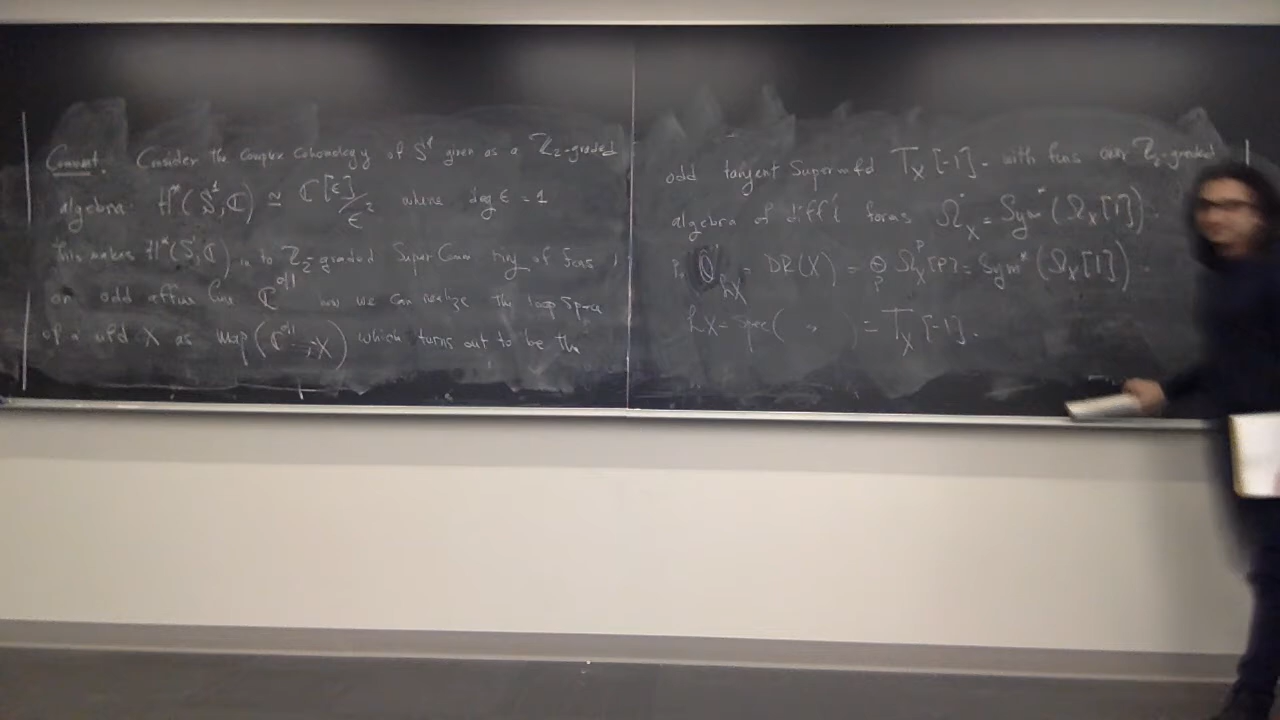 Comment. Consider the complex Cohomology of S¹ given as a ℤ₂-graded
algebra: H*(S¹, ℂ) ≅ ℂ[ε]/ε² where deg ε = 1
This makes H*(S¹, ℂ) in to ℤ₂-graded Super Comm ring of fcns
on odd affine line ℂ^{0|1} we can realize the loop space
of a mfd X as Map(ℂ^{0|1}, X) which turns out to be the
odd tangent Supermfd T_X[-1]. with fcns our ℤ₂-graded
algebra of diff'l forms Ω^•_X = Sym*(Ω_X[1]).
O_{LX} = DR(X) = ⊕_p Ω^p_X[p] = Sym*(Ω_X[1]).
LX = Spec( " ) = T_X[-1].